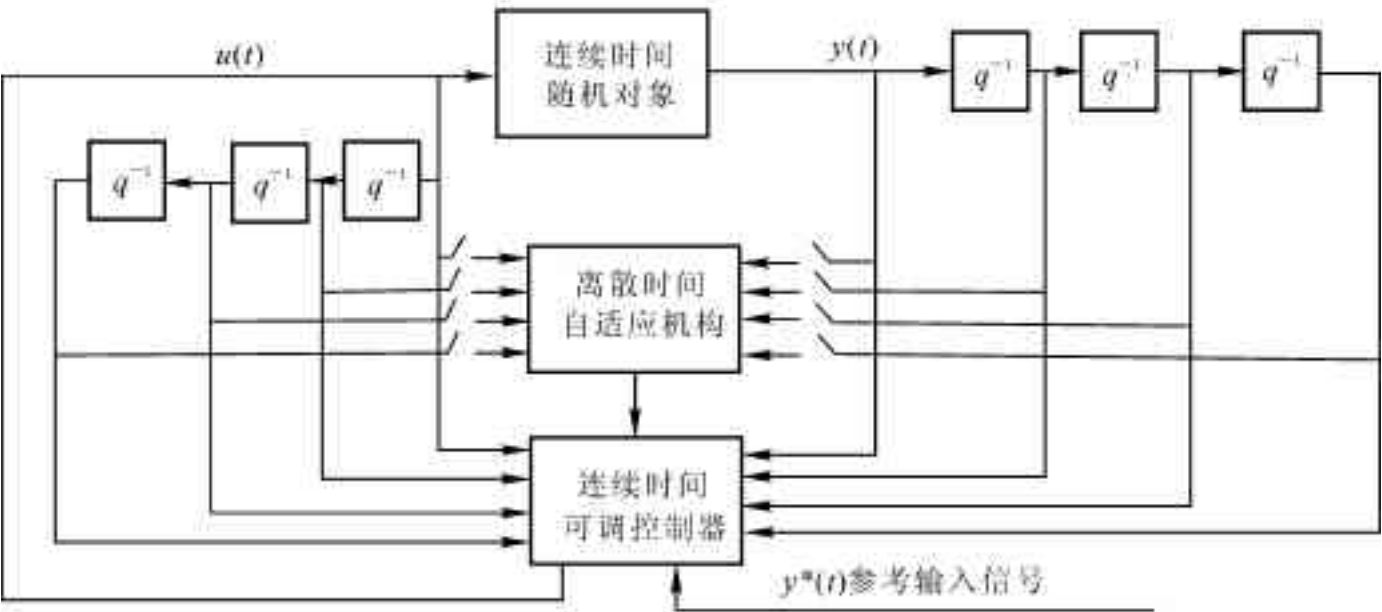 u(t)
连续时间
随机对象
y(t)
q⁻¹
q⁻¹
q⁻¹
q⁻¹
q⁻¹
q⁻¹
离散时间
自适应机构
连续时间
可调控制器
y*(t)参考输入信号